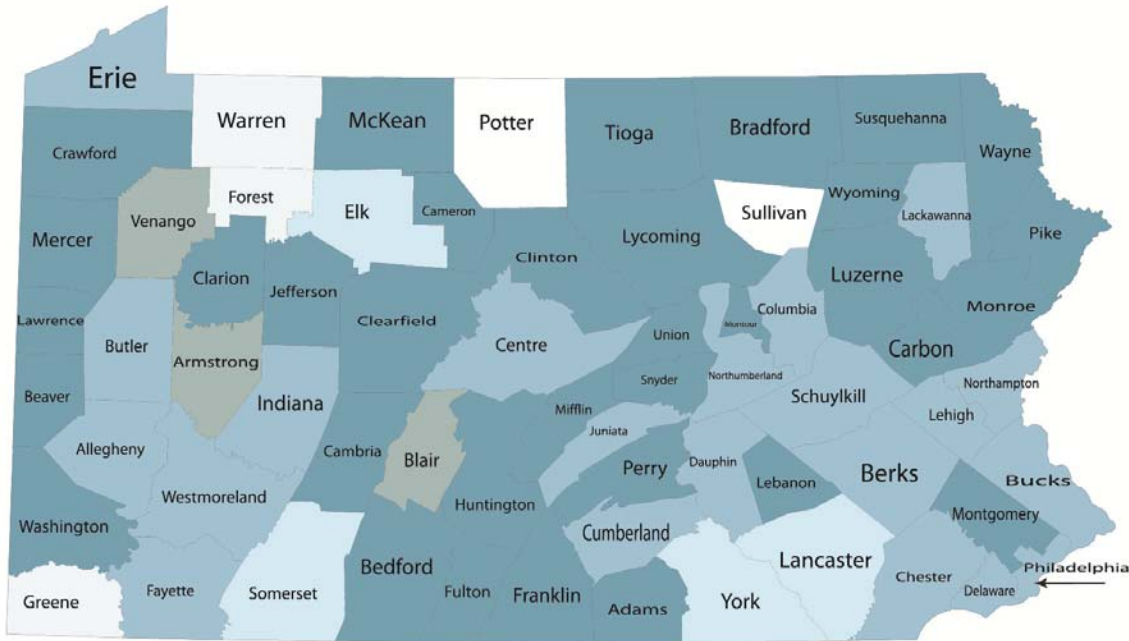 Erie
Warren
McKean
Potter
Tioga
Bradford
Susquehanna
Wayne
Crawford
Forest
Elk
Cameron
Venango
Sullivan
Wyoming
Lackawanna
Pike
Mercer
Clarion
Jefferson
Clinton
Lycoming
Luzerne
Monroe
Lawrence
Butler
Armstrong
Clearfield
Centre
Union
Montour
Columbia
Carbon
Beaver
Indiana
Snyder
Northumberland
Schuylkill
Northampton
Lehigh
Allegheny
Cambria
Blair
Mifflin
Juniata
Perry
Dauphin
Lebanon
Berks
Bucks
Westmoreland
Huntington
Montgomery
Washington
Cumberland
Lancaster
Philadelphia
Greene
Fayette
Somerset
Bedford
Fulton
Franklin
Adams
York
Chester
Delaware